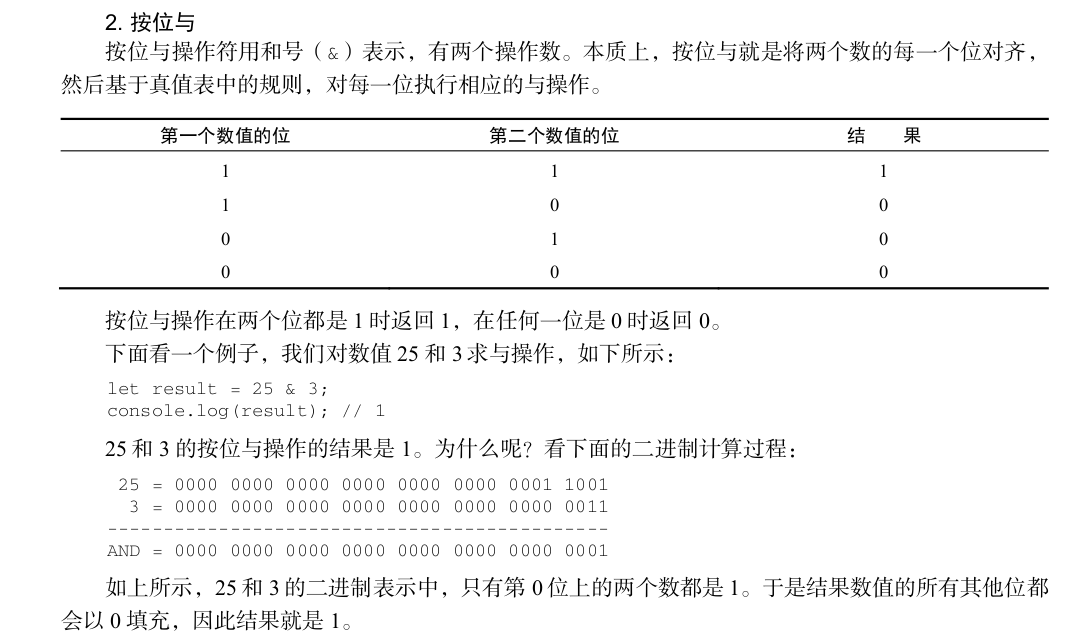 2. 按位与
按位与操作符用和号（&）表示，有两个操作数。本质上，按位与就是将两个数的每一个位对齐，
然后基于真值表中的规则，对每一位执行相应的与操作。
第一个数值的位 第二个数值的位 结 果
1 1 1
1 0 0
0 1 0
0 0 0
按位与操作在两个位都是 1 时返回 1，在任何一位是 0 时返回 0。
下面看一个例子，我们对数值 25 和 3 求与操作，如下所示：
let result = 25 & 3;
console.log(result); // 1
25 和 3 的按位与操作的结果是 1。为什么呢？看下面的二进制计算过程：
25 = 0000 0000 0000 0000 0000 0000 0001 1001
3 = 0000 0000 0000 0000 0000 0000 0000 0011
---------------------------------------------
AND = 0000 0000 0000 0000 0000 0000 0000 0001
如上所示，25 和 3 的二进制表示中，只有第 0 位上的两个数都是 1。于是结果数值的所有其他位都
会以 0 填充，因此结果就是 1。